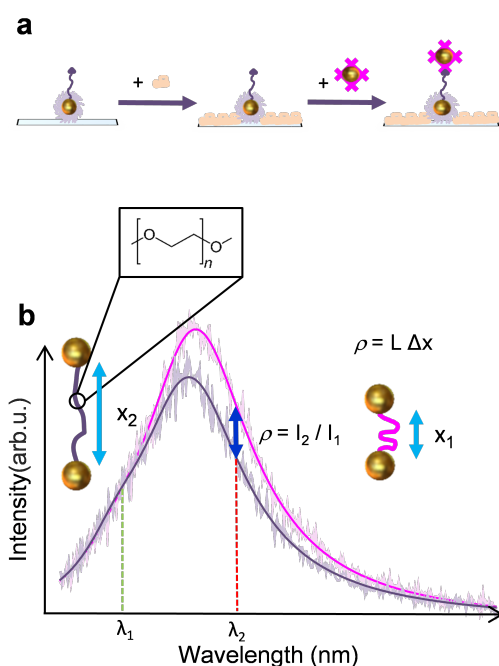 a
+
+
[ O O ]n
b
ρ = L Δx
x₂
ρ = I₂ / I₁
x₁
Intensity(arb.u.)
λ₁
λ₂
Wavelength (nm)